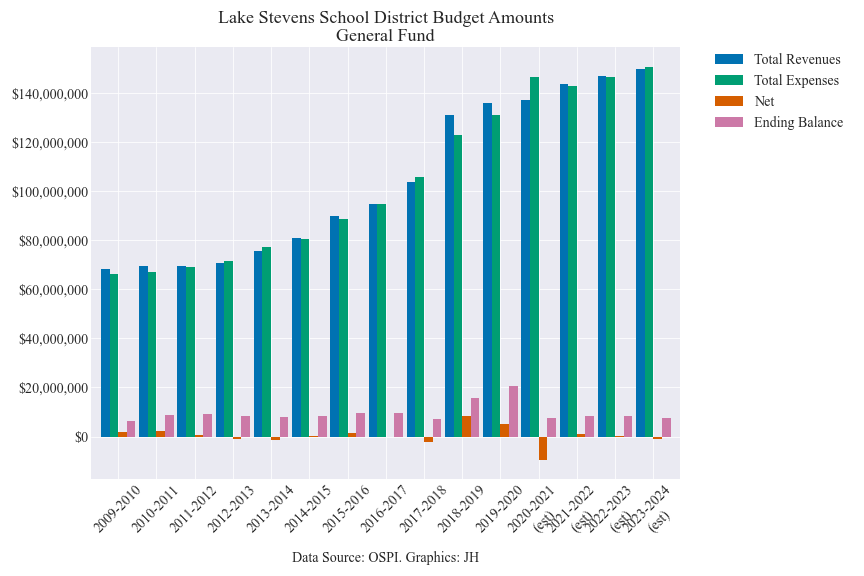 Lake Stevens School District Budget Amounts
General Fund
Total Revenues
Total Expenses
Net
Ending Balance
$140,000,000
$120,000,000
$100,000,000
$80,000,000
$60,000,000
$40,000,000
$20,000,000
$0
2009-2010
2010-2011
2011-2012
2012-2013
2013-2014
2014-2015
2015-2016
2016-2017
2017-2018
2018-2019
2019-2020
2020-2021
(est)
2021-2022
(est)
2022-2023
(est)
2023-2024
(est)
Data Source: OSPI. Graphics: JH